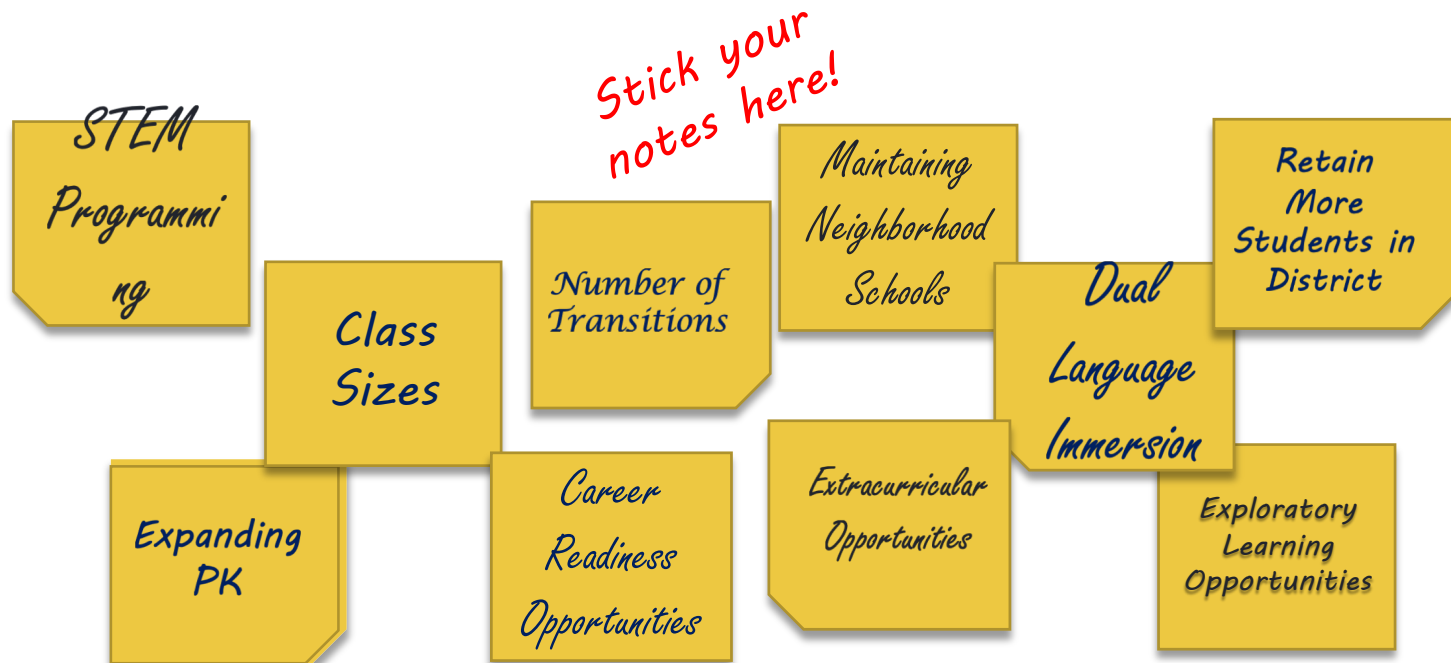 Stick your
notes here!
STEM
Programmi
ng
Class
Sizes
Number of
Transitions
Maintaining
Neighborhood
Schools
Dual
Language
Immersion
Retain
More
Students in
District
Expanding
PK
Career
Readiness
Opportunities
Extracurricular
Opportunities
Exploratory
Learning
Opportunities